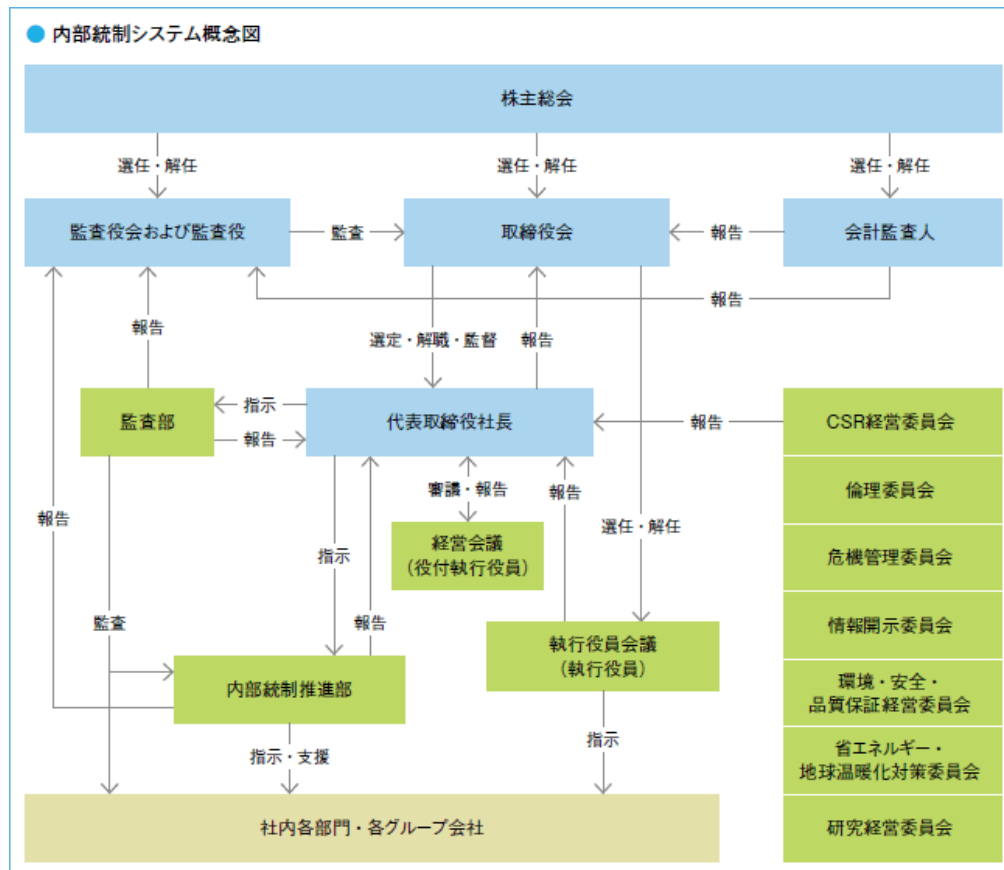 内部統制システム概念図
株主総会
選任・解任
選任・解任
選任・解任
監査役会および監査役
監査
取締役会
報告
会計監査人
報告
報告
選定・解職・監督
報告
監査部
指示
報告
代表取締役社長
報告
CSR経営委員会
倫理委員会
審議・報告
報告
報告
経営会議
(役付執行役員)
選任・解任
指示
危機管理委員会
監査
報告
執行役員会議
(執行役員)
情報開示委員会
内部統制推進部
環境・安全・
品質保証経営委員会
指示・支援
指示
省エネルギー・
地球温暖化対策委員会
社内各部門・各グループ会社
研究経営委員会